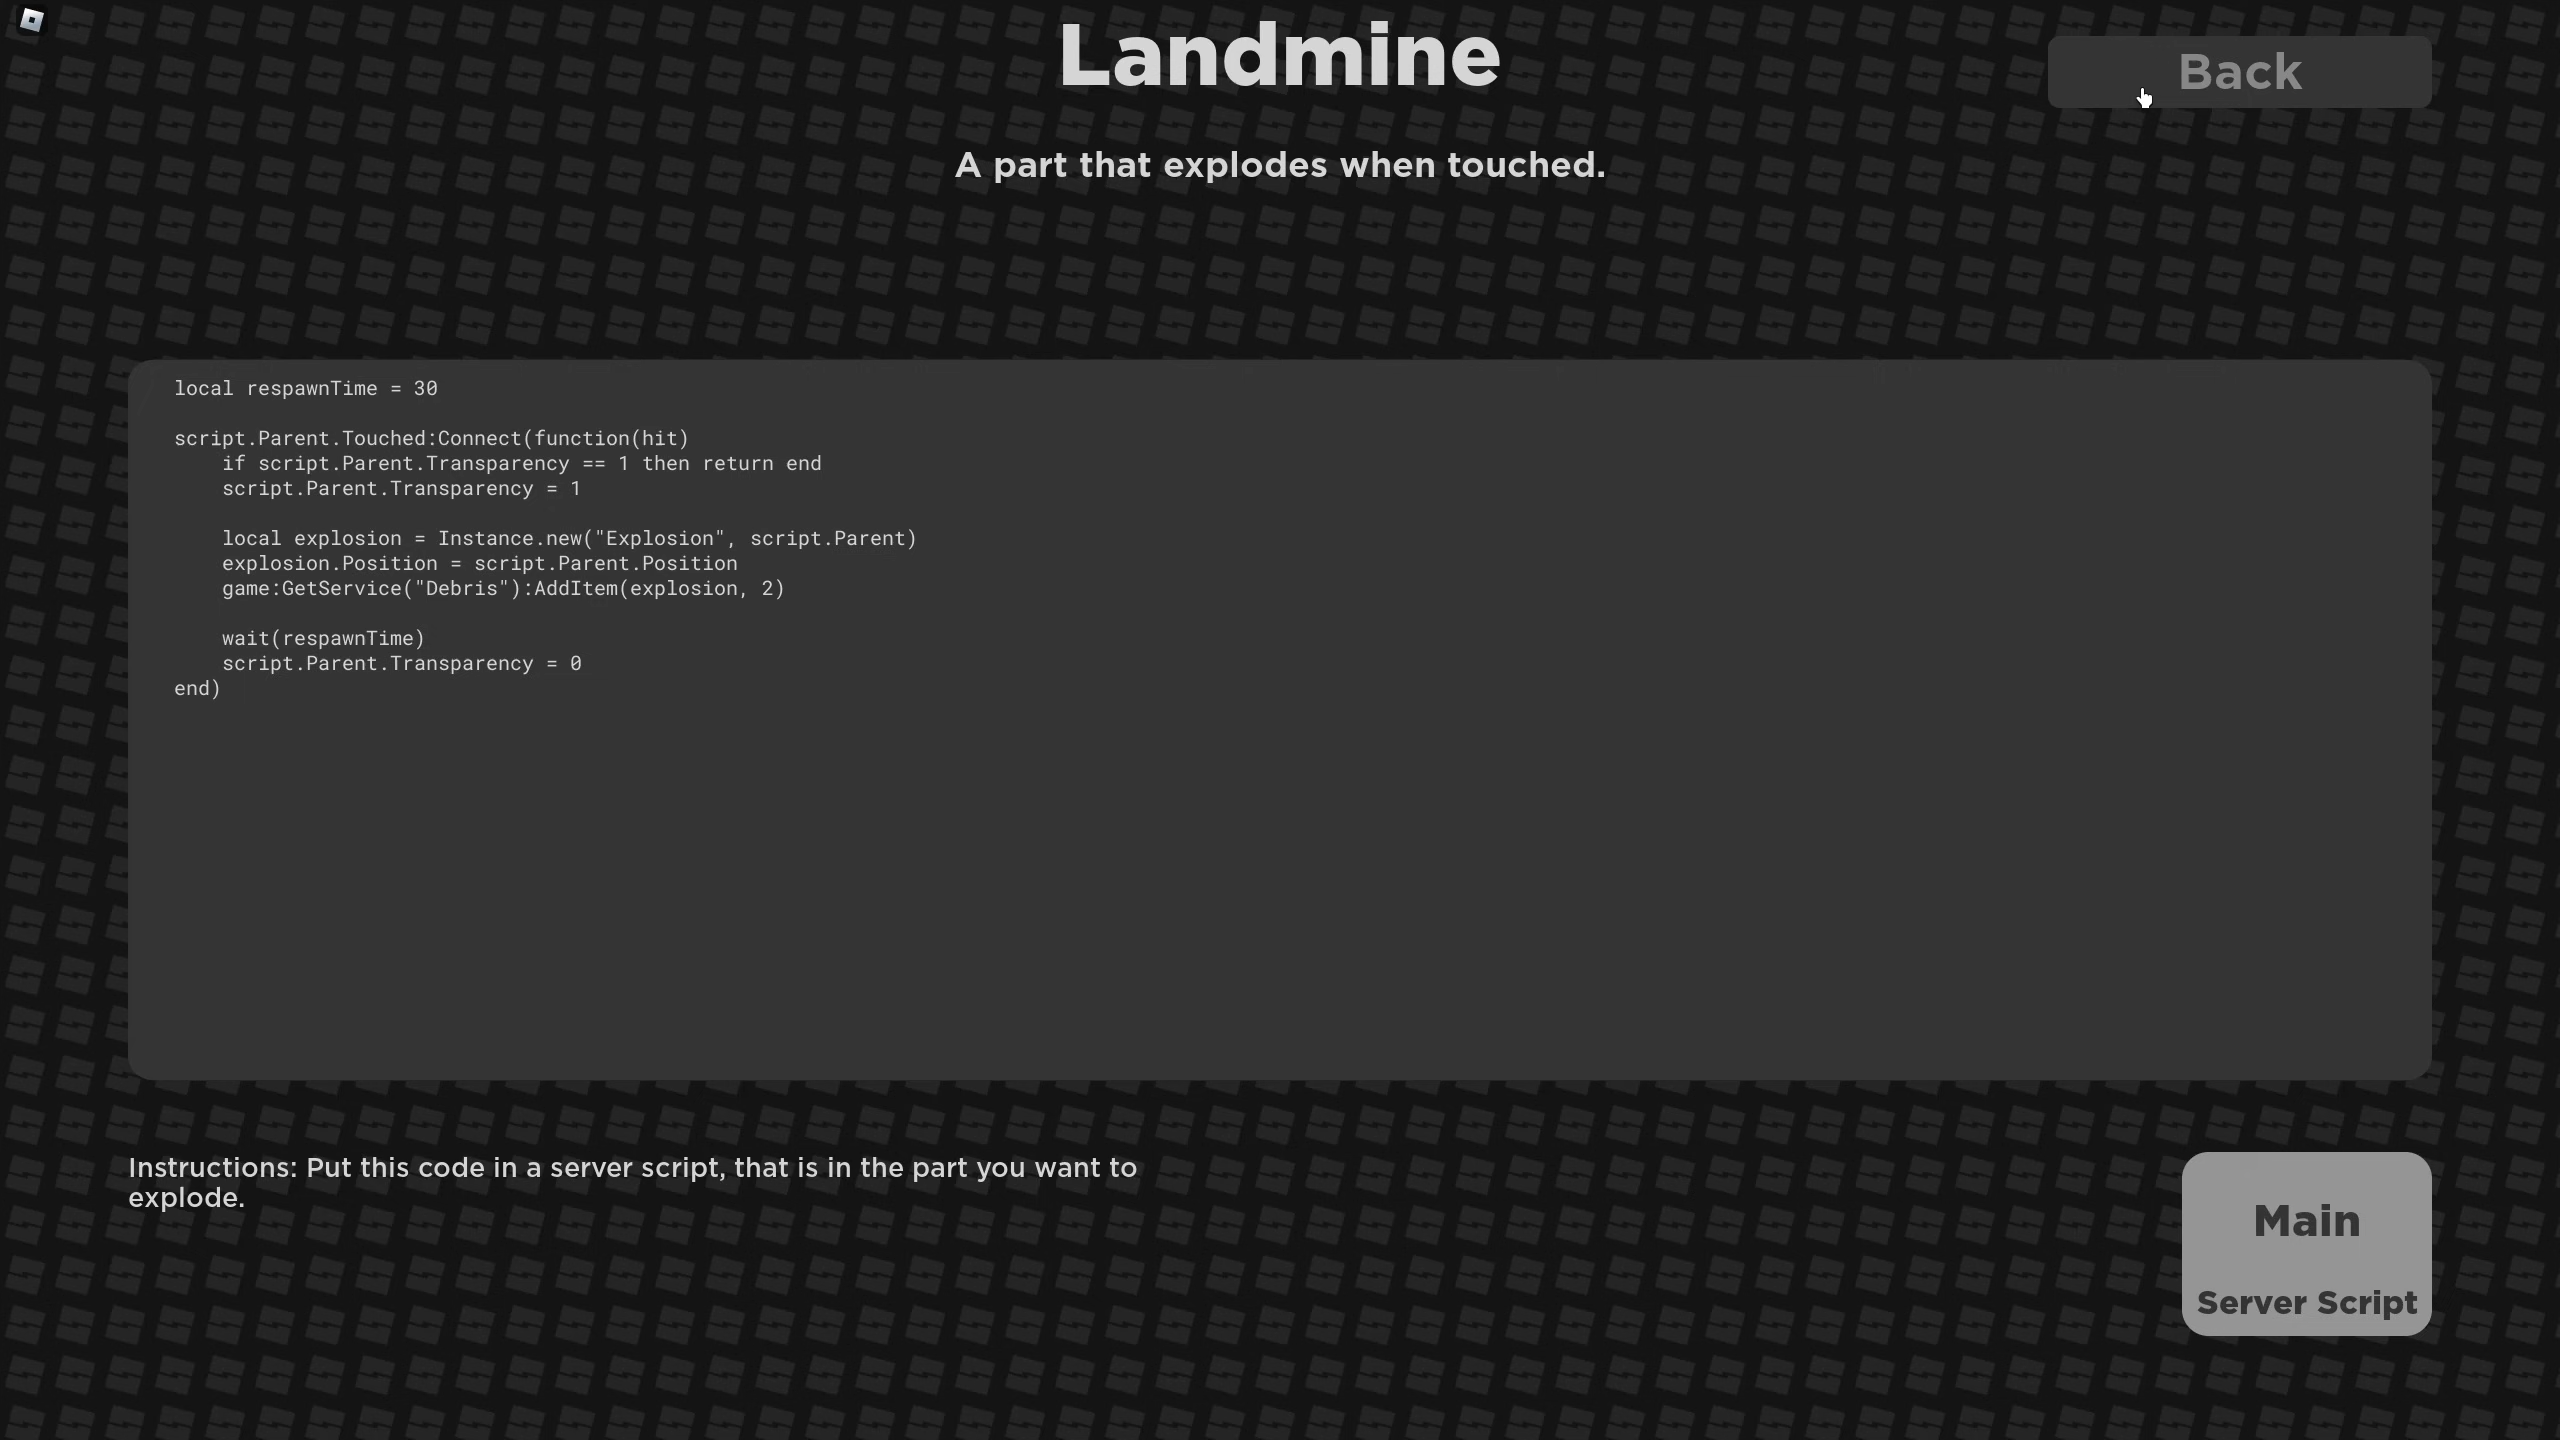 Landmine
Back
A part that explodes when touched.
local respawnTime = 30
script.Parent.Touched:Connect(function(hit)
    if script.Parent.Transparency == 1 then return end
    script.Parent.Transparency = 1
    local explosion = Instance.new("Explosion", script.Parent)
    explosion.Position = script.Parent.Position
    game:GetService("Debris"):AddItem(explosion, 2)
    wait(respawnTime)
    script.Parent.Transparency = 0
end)
Instructions: Put this code in a server script, that is in the part you want to
explode.
Main
Server Script